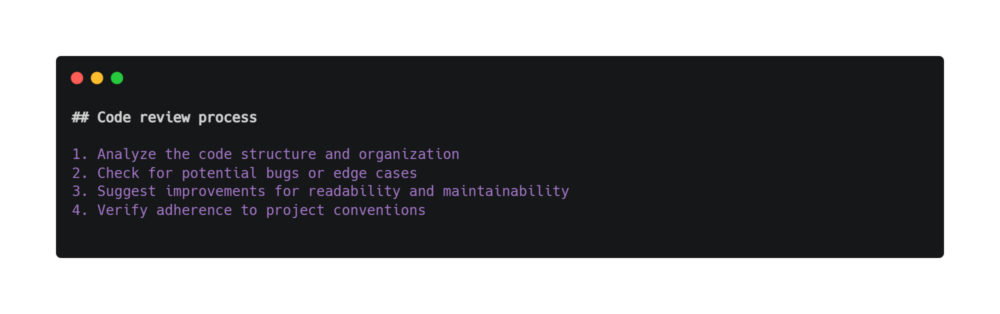 ## Code review process
1. Analyze the code structure and organization
2. Check for potential bugs or edge cases
3. Suggest improvements for readability and maintainability
4. Verify adherence to project conventions